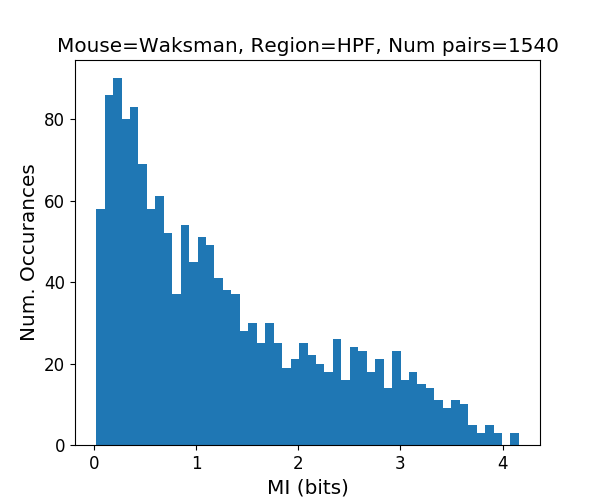 Mouse=Waksman, Region=HPF, Num pairs=1540
Num. Occurances
80
60
40
20
0
0 1 2 3 4
MI (bits)